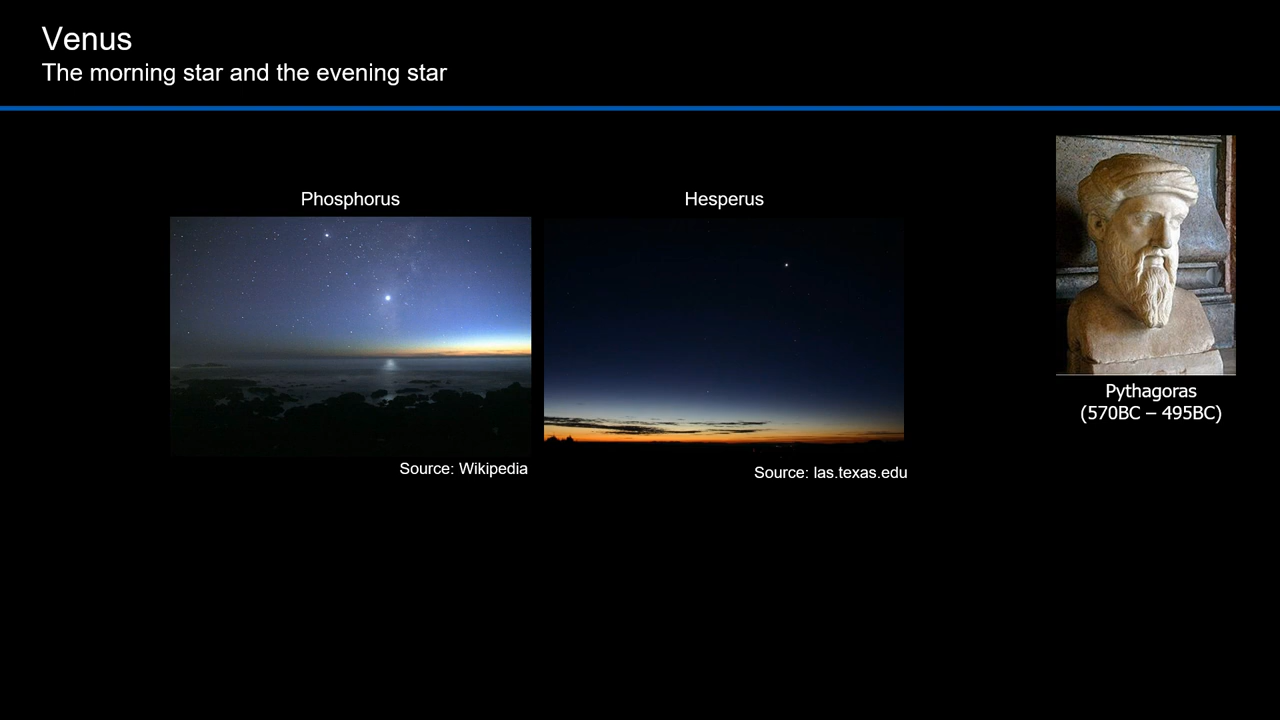 Venus
The morning star and the evening star
Phosphorus
Hesperus
Source: Wikipedia
Source: las.texas.edu
Pythagoras
(570BC – 495BC)